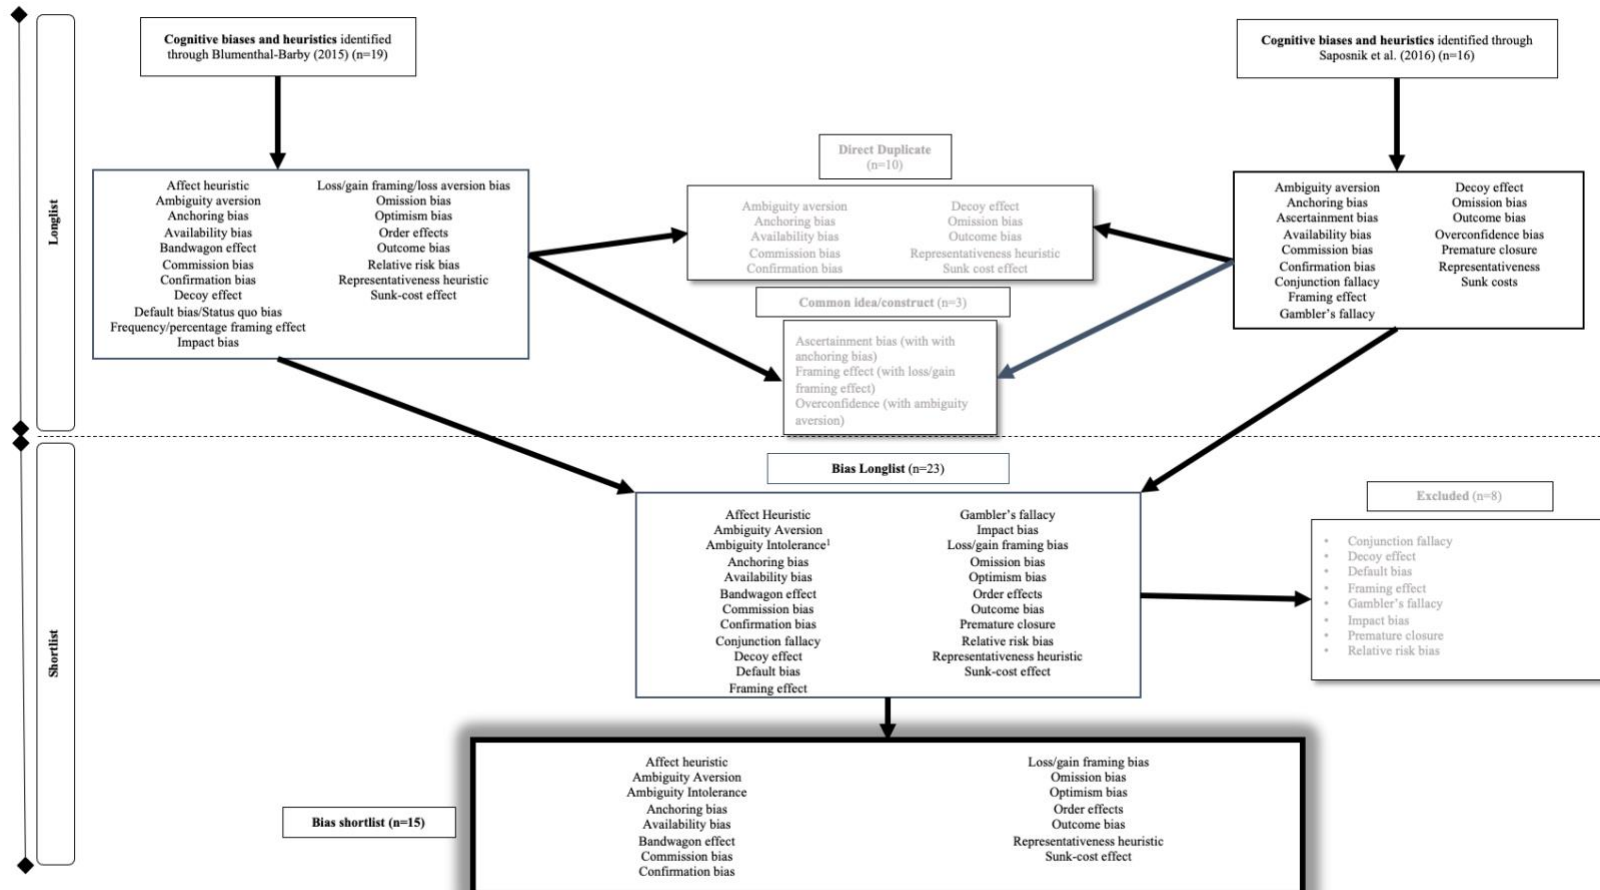 Cognitive biases and heuristics identified
through Blumenthal-Barby (2015) (n=19)
Cognitive biases and heuristics identified through
Saposnik et al. (2016) (n=16)
Longlist
Affect heuristic
Ambiguity aversion
Anchoring bias
Availability bias
Bandwagon effect
Commission bias
Confirmation bias
Decoy effect
Default bias/Status quo bias
Frequency/percentage framing effect
Impact bias
Loss/gain framing/loss aversion bias
Omission bias
Optimism bias
Order effects
Outcome bias
Relative risk bias
Representativeness heuristic
Sunk-cost effect
Direct Duplicate
(n=10)
Ambiguity aversion
Anchoring bias
Availability bias
Commission bias
Confirmation bias
Decoy effect
Omission bias
Outcome bias
Representativeness heuristic
Sunk cost effect
Common idea/construct (n=3)
Ascertainment bias (with with
anchoring bias)
Framing effect (with loss/gain
framing effect)
Overconfidence (with ambiguity
aversion)
Ambiguity aversion
Anchoring bias
Ascertainment bias
Availability bias
Commission bias
Confirmation bias
Conjunction fallacy
Framing effect
Gambler's fallacy
Decoy effect
Omission bias
Outcome bias
Overconfidence bias
Premature closure
Representativeness
Sunk costs
Shortlist
Bias Longlist (n=23)
Affect Heuristic
Ambiguity Aversion
Ambiguity Intolerance¹
Anchoring bias
Availability bias
Bandwagon effect
Commission bias
Confirmation bias
Conjunction fallacy
Decoy effect
Default bias
Framing effect
Gambler's fallacy
Impact bias
Loss/gain framing bias
Omission bias
Optimism bias
Order effects
Outcome bias
Premature closure
Relative risk bias
Representativeness heuristic
Sunk-cost effect
Excluded (n=8)
• Conjunction fallacy
• Decoy effect
• Default bias
• Framing effect
• Gambler's fallacy
• Impact bias
• Premature closure
• Relative risk bias
Bias shortlist (n=15)
Affect heuristic
Ambiguity Aversion
Ambiguity Intolerance
Anchoring bias
Availability bias
Bandwagon effect
Commission bias
Confirmation bias
Loss/gain framing bias
Omission bias
Optimism bias
Order effects
Outcome bias
Representativeness heuristic
Sunk-cost effect